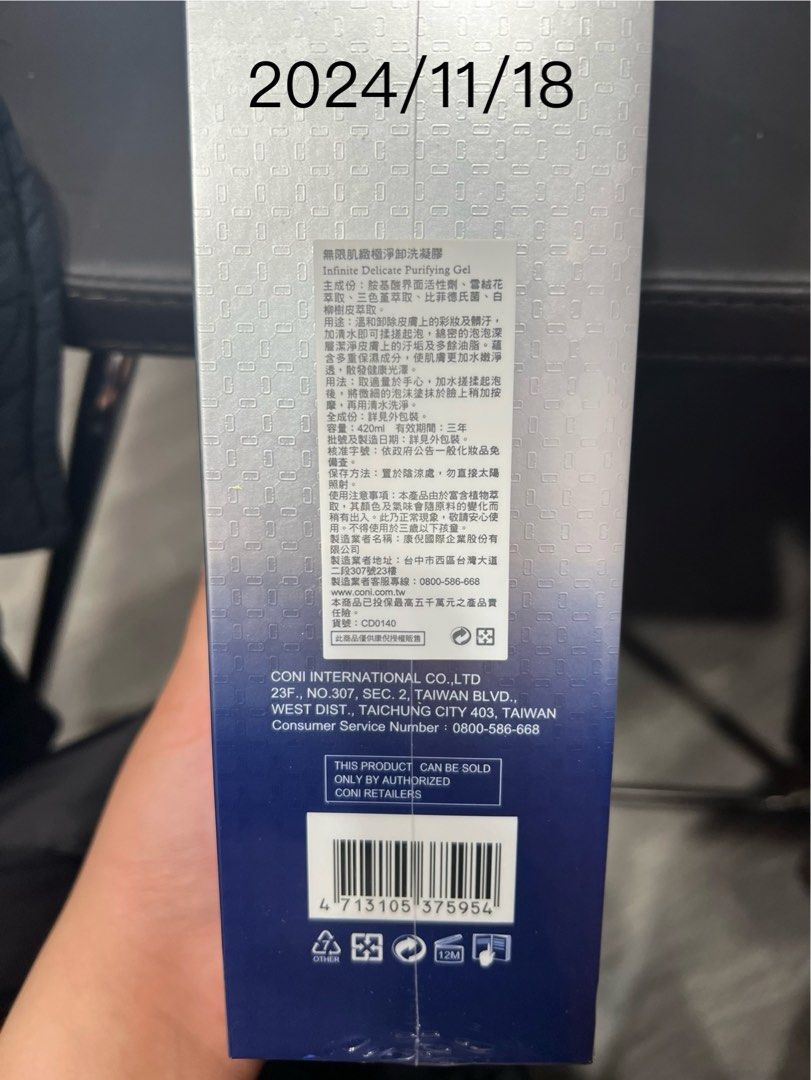 2024/11/18
無限肌緻極淨卸洗凝膠
Infinite Delicate Purifying Gel
主成份：胺基酸界面活性劑、雪絨花
萃取、三色堇萃取、比菲德氏菌、白
柳樹皮萃取。
用途：溫和卸除皮膚上的彩妝及髒汙，
加清水即可揉搓起泡，綿密的泡泡深
層潔淨皮膚上的汙垢及多餘油脂。蘊
含多重保濕成分，使肌膚更加水嫩淨
透，散發健康光澤。
用法：取適量於手心，加水搓揉起泡
後，將微細的泡沫塗抹於臉上稍加按
摩，再用清水洗淨。
全成份：詳見外包裝。
容量：420ml 有效期間：三年
批號及製造日期：詳見外包裝。
核准字號：依政府公告一般化妝品免
備查。
保存方法：置於陰涼處，勿直接太陽
照射。
使用注意事項：本產品由於富含植物萃
取，其顏色及氣味會隨原料的變化而
稍有出入。此乃正常現象，敬請安心使
用。不得使用於三歲以下孩童。
製造業者名稱：康倪國際企業股份有
限公司
製造業者地址：台中市西區台灣大道
二段307號23樓
製造業者客服專線：0800-586-668
www.coni.com.tw
本商品已投保最高五千萬元之產品責
任險。
貨號：CD0140
此商品僅供康倪授權販售
CONI INTERNATIONAL CO.,LTD
23F., NO.307, SEC. 2, TAIWAN BLVD.,
WEST DIST., TAICHUNG CITY 403, TAIWAN
Consumer Service Number：0800-586-668
THIS PRODUCT CAN BE SOLD
ONLY BY AUTHORIZED
CONI RETAILERS
4 713105 375954
7
OTHER
12M